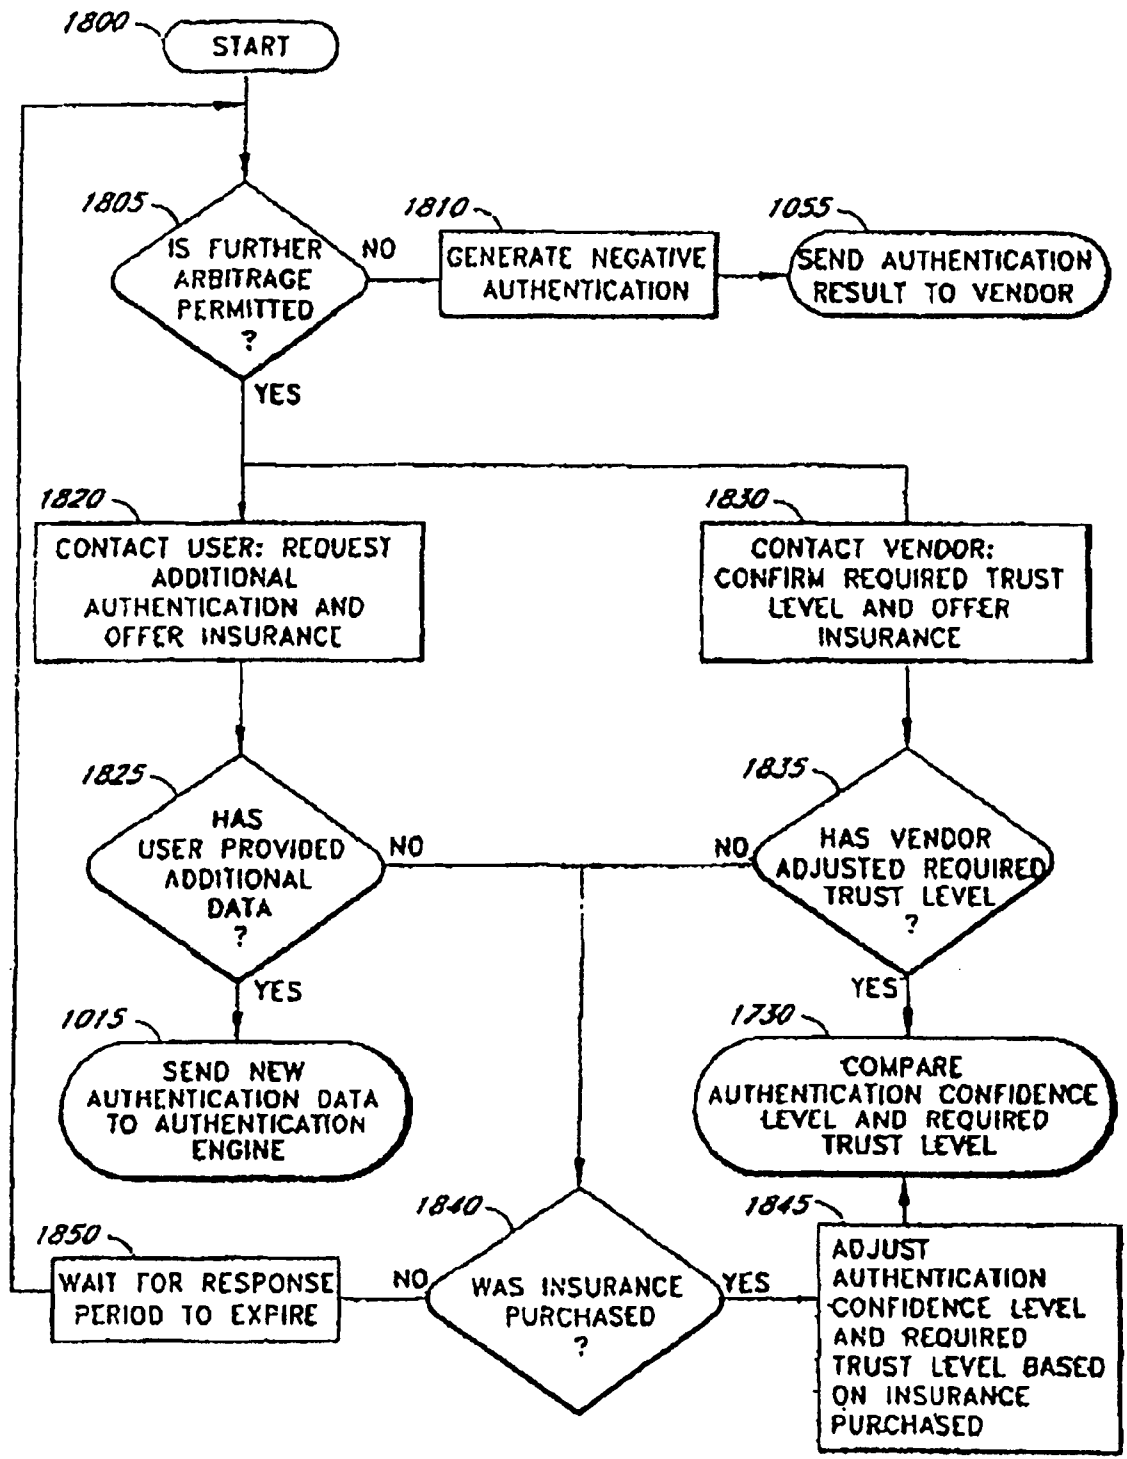 1800
START
1805
IS FURTHER
ARBITRAGE
PERMITTED
?
NO
YES
1810
GENERATE NEGATIVE
AUTHENTICATION
1055
SEND AUTHENTICATION
RESULT TO VENDOR
1820
CONTACT USER: REQUEST
ADDITIONAL
AUTHENTICATION AND
OFFER INSURANCE
1830
CONTACT VENDOR:
CONFIRM REQUIRED TRUST
LEVEL AND OFFER
INSURANCE
1825
HAS
USER PROVIDED
ADDITIONAL
DATA
?
NO
YES
1835
HAS VENDOR
ADJUSTED REQUIRED
TRUST LEVEL
?
NO
YES
1015
SEND NEW
AUTHENTICATION DATA
TO AUTHENTICATION
ENGINE
1730
COMPARE
AUTHENTICATION CONFIDENCE
LEVEL AND REQUIRED
TRUST LEVEL
1840
WAS INSURANCE
PURCHASED
?
NO
YES
1850
WAIT FOR RESPONSE
PERIOD TO EXPIRE
1845
ADJUST
AUTHENTICATION
CONFIDENCE LEVEL
AND REQUIRED
TRUST LEVEL BASED
ON INSURANCE
PURCHASED